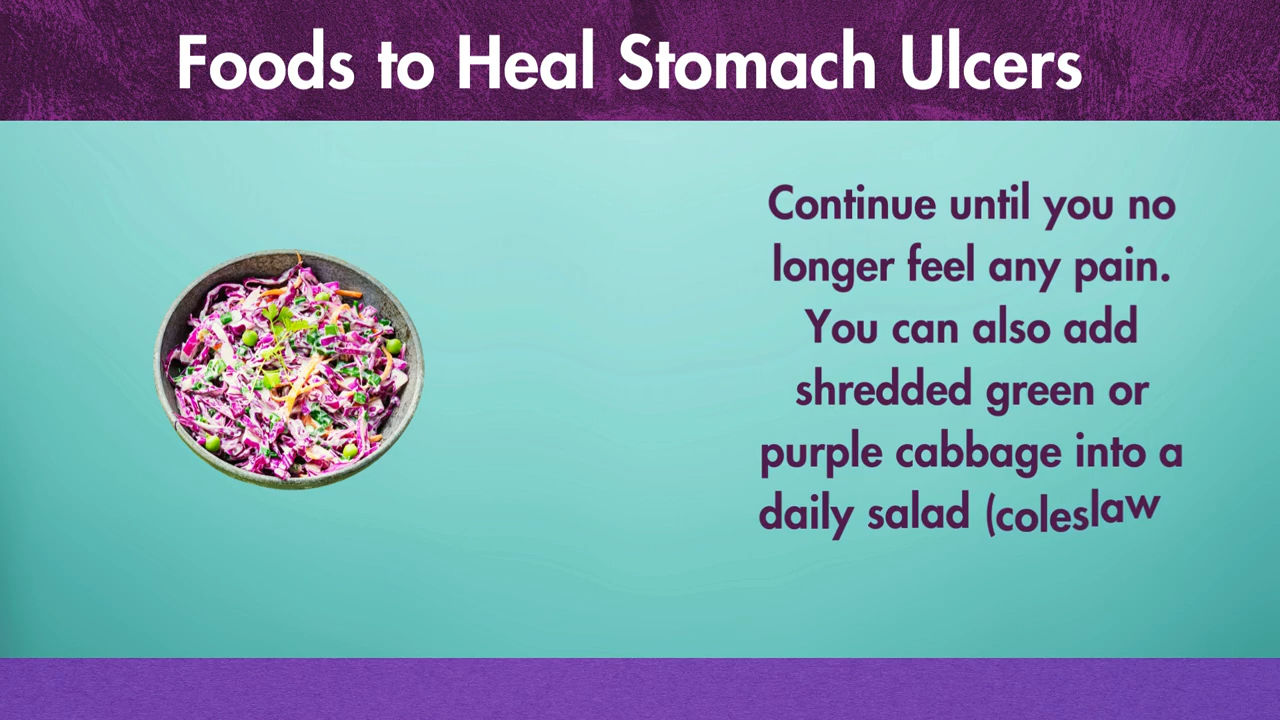 Foods to Heal Stomach Ulcers
Continue until you no
longer feel any pain.
You can also add
shredded green or
purple cabbage into a
daily salad (coleslaw